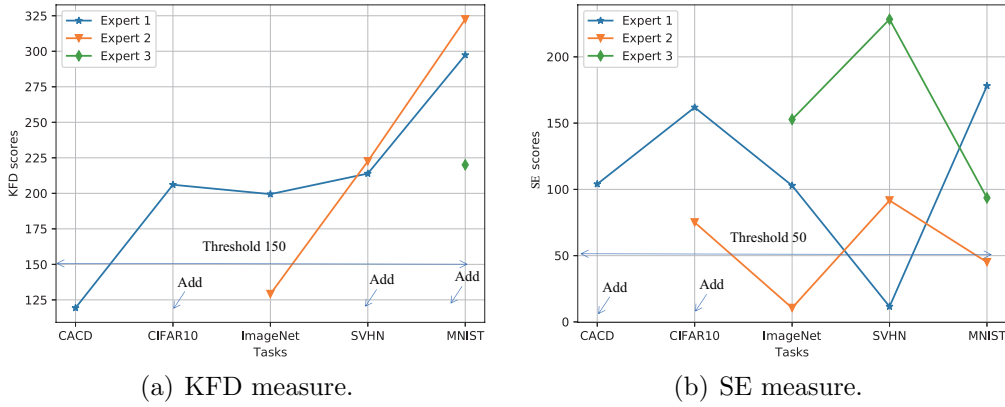 Expert 1
Expert 2
Expert 3
KFD scores
325
300
275
250
225
200
175
150
125
Threshold 150
Add
Add
Add
CACD
CIFAR10
ImageNet
SVHN
MNIST
Tasks
(a) KFD measure.
Expert 1
Expert 2
Expert 3
SE scores
200
150
100
50
0
Threshold 50
Add
Add
CACD
CIFAR10
ImageNet
SVHN
MNIST
Tasks
(b) SE measure.